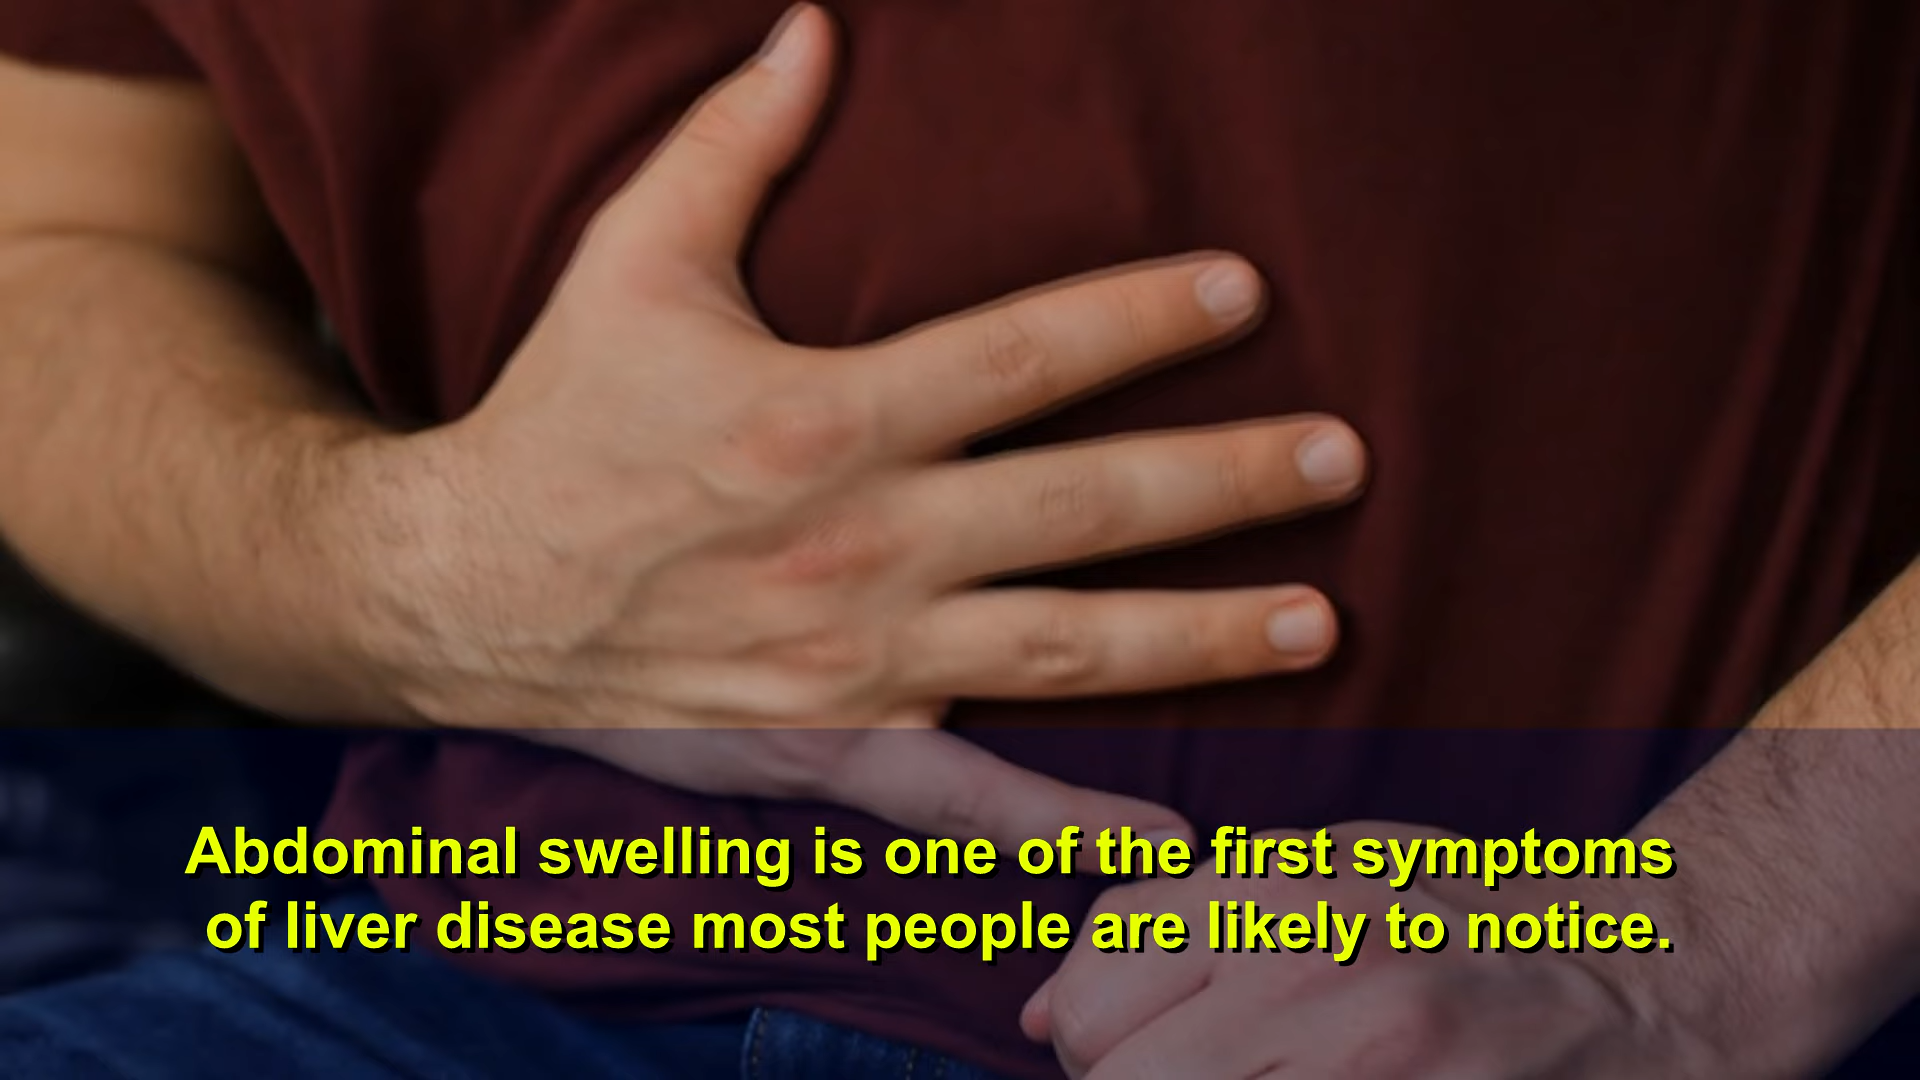 Abdominal swelling is one of the first symptoms
of liver disease most people are likely to notice.